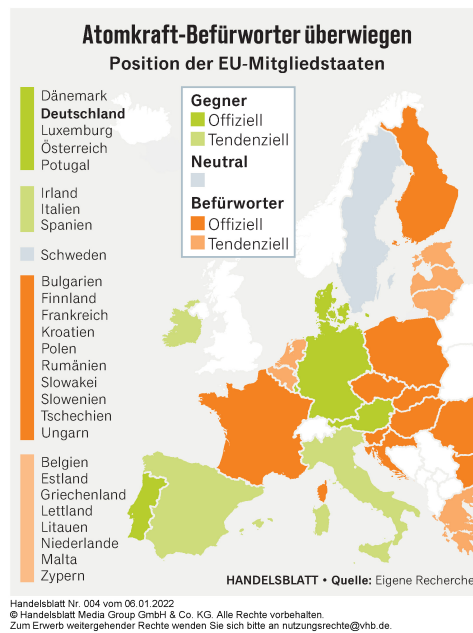 Atomkraft-Befürworter überwiegen
Position der EU-Mitgliedstaaten
Dänemark
Deutschland
Luxemburg
Österreich
Potugal
Irland
Italien
Spanien
Schweden
Bulgarien
Finnland
Frankreich
Kroatien
Polen
Rumänien
Slowakei
Slowenien
Tschechien
Ungarn
Belgien
Estland
Griechenland
Lettland
Litauen
Niederlande
Malta
Zypern
Gegner
Offiziell
Tendenziell
Neutral
Befürworter
Offiziell
Tendenziell
HANDELSBLATT • Quelle: Eigene Recherche
Handelsblatt Nr. 004 vom 06.01.2022
© Handelsblatt Media Group GmbH & Co. KG. Alle Rechte vorbehalten.
Zum Erwerb weitergehender Rechte wenden Sie sich bitte an nutzungsrechte@vhb.de.